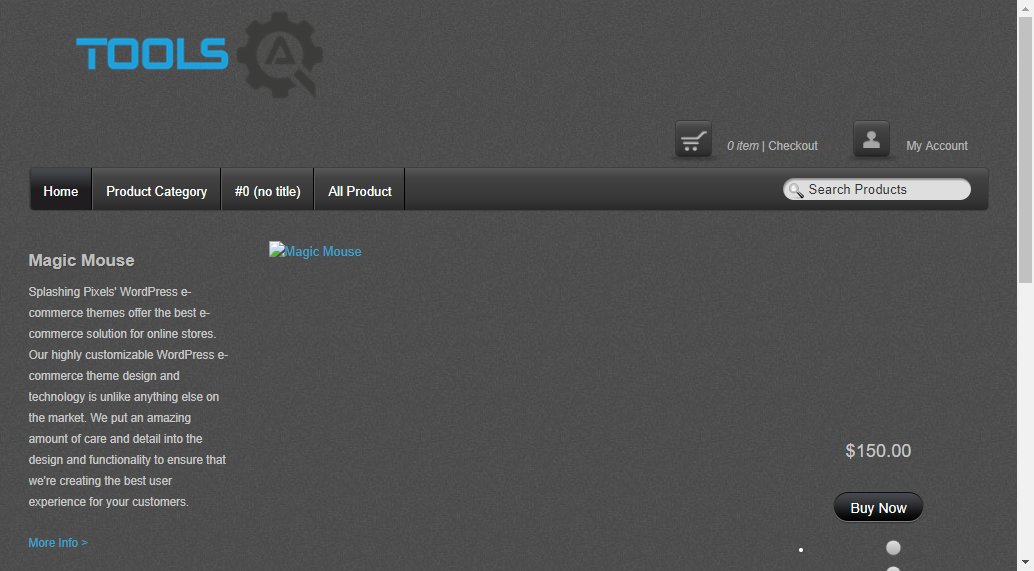 TOOLS
0 item | Checkout
My Account
Home
Product Category
#0 (no title)
All Product
Search Products
Magic Mouse
Splashing Pixels' WordPress e-
commerce themes offer the best e-
commerce solution for online stores.
Our highly customizable WordPress e-
commerce theme design and
technology is unlike anything else on
the market. We put an amazing
amount of care and detail into the
design and functionality to ensure that
we're creating the best user
experience for your customers.
More Info >
Magic Mouse
$150.00
Buy Now